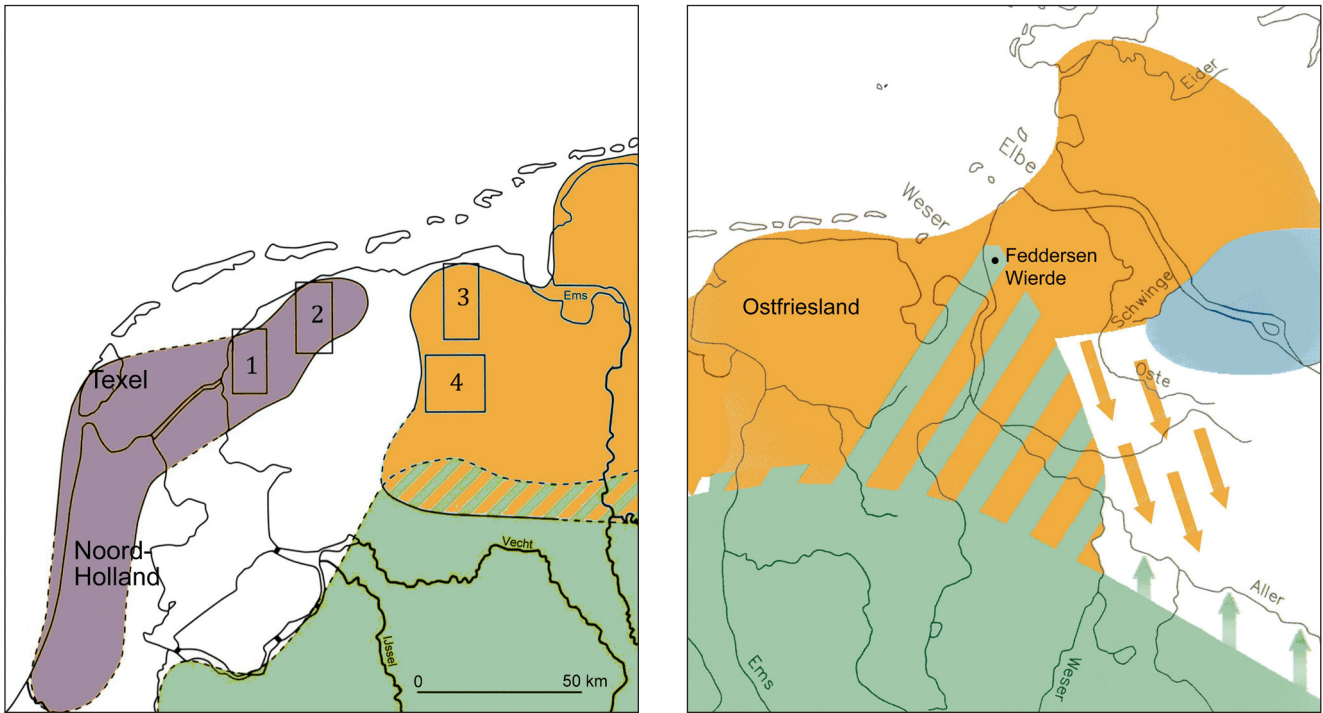 Ems
3
2
1
4
Texel
Noord-
Holland
Vecht
IJssel
0 50 km
Eider
Elbe
Weser
Feddersen
Wierde
Ostfriesland
Schwinge
Oste
Aller
Ems
Weser